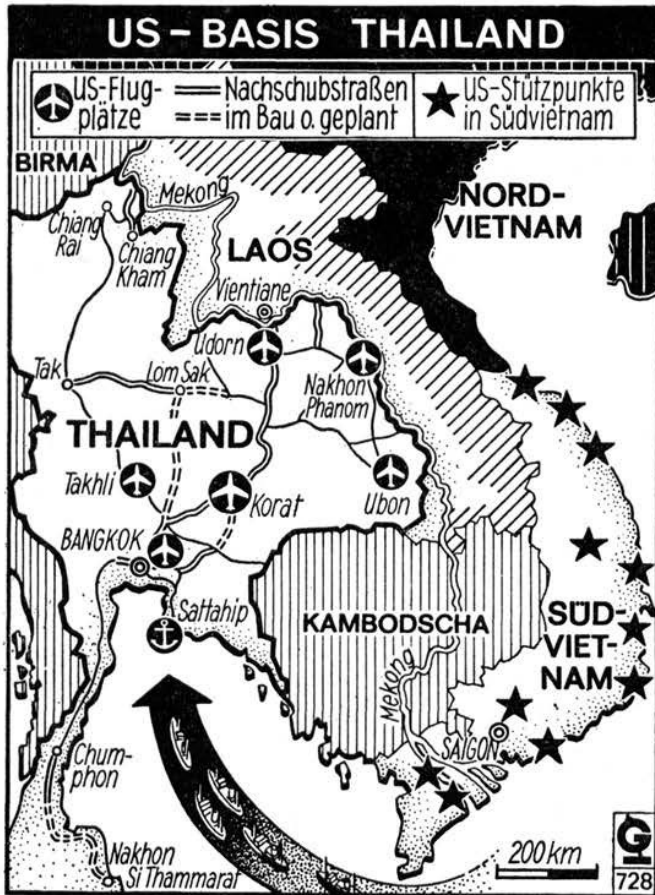 US-BASIS THAILAND
US-Flug-
plätze
Nachschubstraßen
im Bau o. geplant
US-Stützpunkte
in Südvietnam
BIRMA
Mekong
NORD-
VIETNAM
Chiang
Rai
Chiang
Kham
LAOS
Vientiane
Udorn
Tak
Lom Sak
Nakhon
Phanom
THAILAND
Takhli
Korat
Ubon
BANGKOK
Sattahip
KAMBODSCHA
SÜD-
VIET-
NAM
Mekong
SAIGON
Chum-
phon
Nakhon
Si Thammarat
200 km
G
728